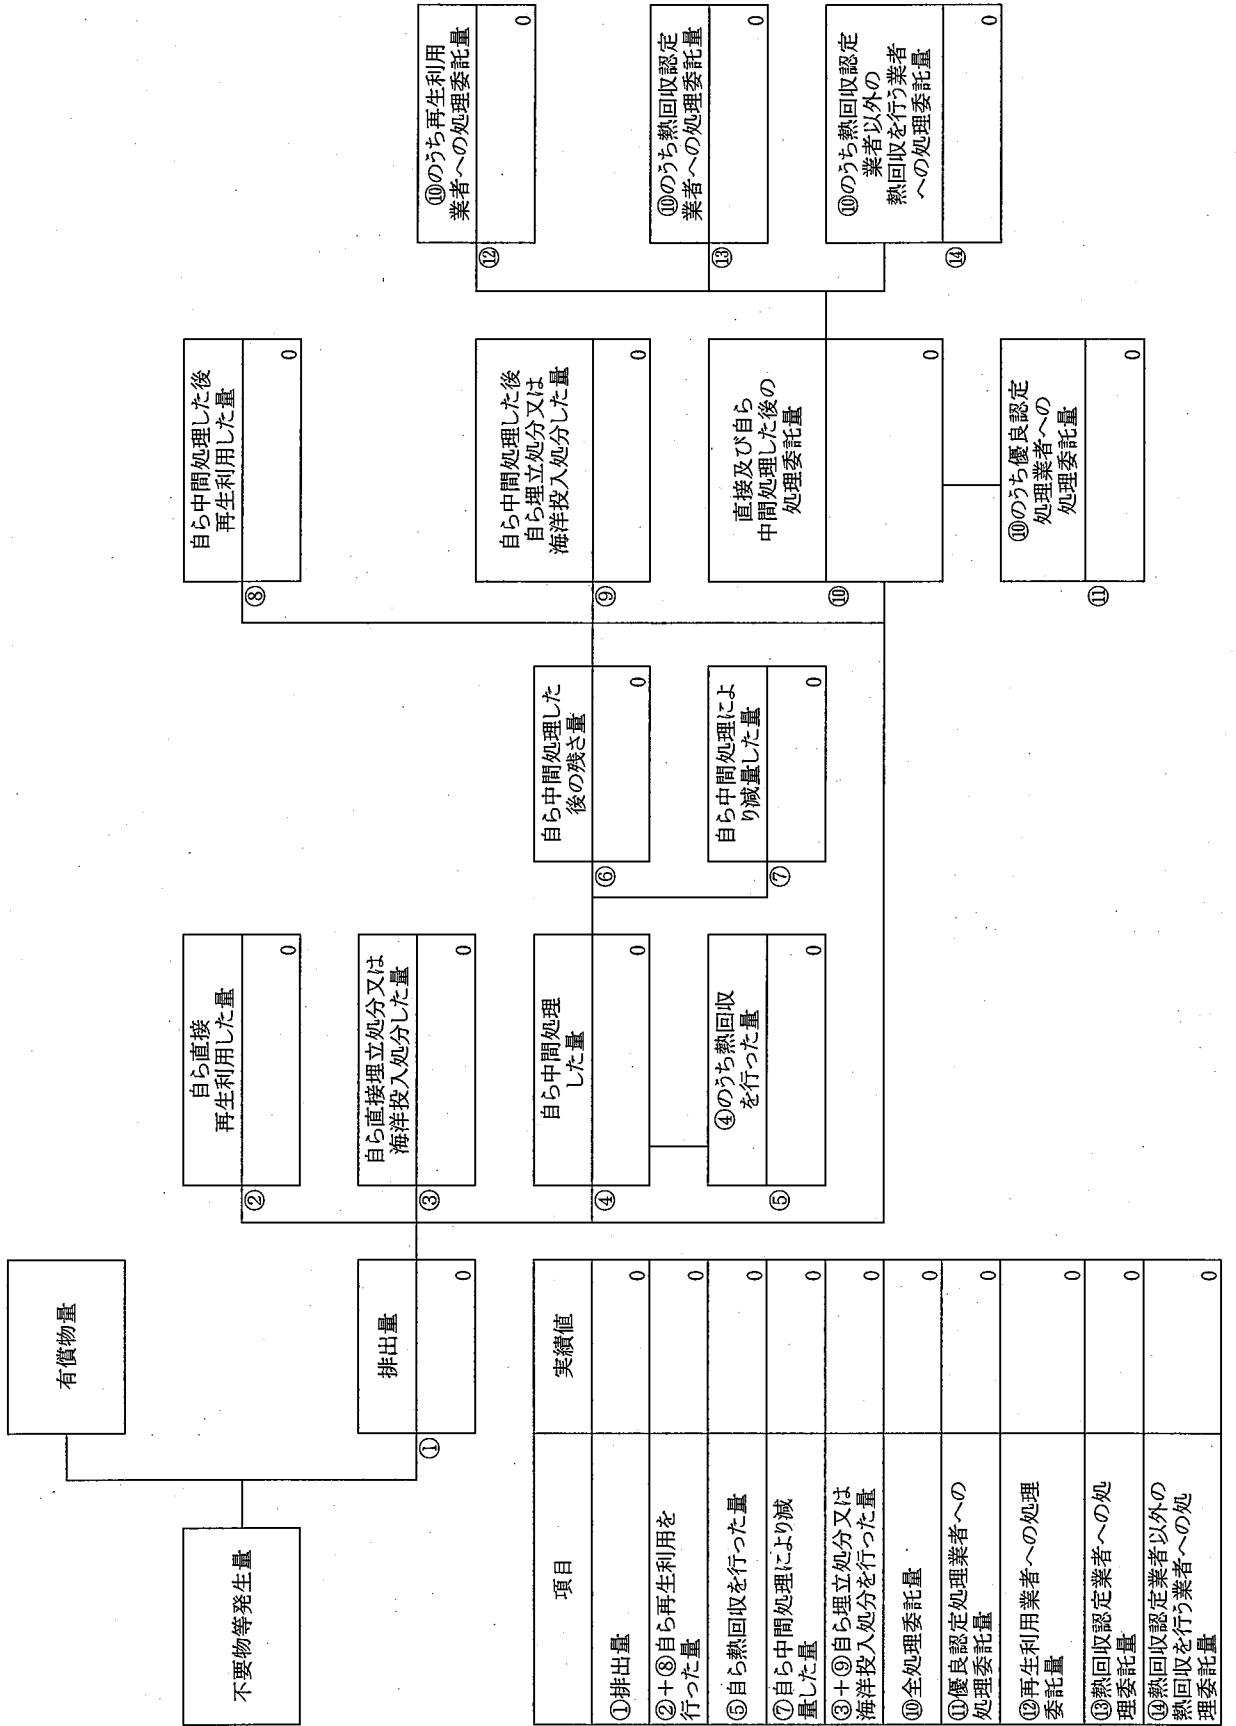 有償物量
不要物等発生量
排出量
①
0
自ら直接
再生利用した量
②
0
自ら直接埋立処分又は
海洋投入処分した量
③
0
自ら中間処理
した量
④
0
④のうち熱回収
を行った量
⑤
0
自ら中間処理した
後の残さ量
⑥
0
自ら中間処理によ
り減量した量
⑦
0
自ら中間処理した後
再生利用した量
⑧
0
自ら中間処理した後
自ら埋立処分又は
海洋投入処分した量
⑨
0
直接及び自ら
中間処理した後の
処理委託量
⑩
0
⑩のうち優良認定
処理業者への
処理委託量
⑪
0
⑩のうち再生利用
業者への処理委託量
⑫
0
⑩のうち熱回収認定
業者への処理委託量
⑬
0
⑩のうち熱回収認定
業者以外の
熱回収を行う業者
への処理委託量
⑭
0
項目 実績値
①排出量 0
②+⑧自ら再生利用を
行った量 0
⑤自ら熱回収を行った量 0
⑦自ら中間処理により減
量した量 0
③+⑨自ら埋立処分又は
海洋投入処分を行った量 0
⑩全処理委託量 0
⑪優良認定処理業者への
処理委託量 0
⑫再生利用業者への処理
委託量 0
⑬熱回収認定業者への処
理委託量 0
⑭熱回収認定業者以外の
熱回収を行う業者への処
理委託量 0